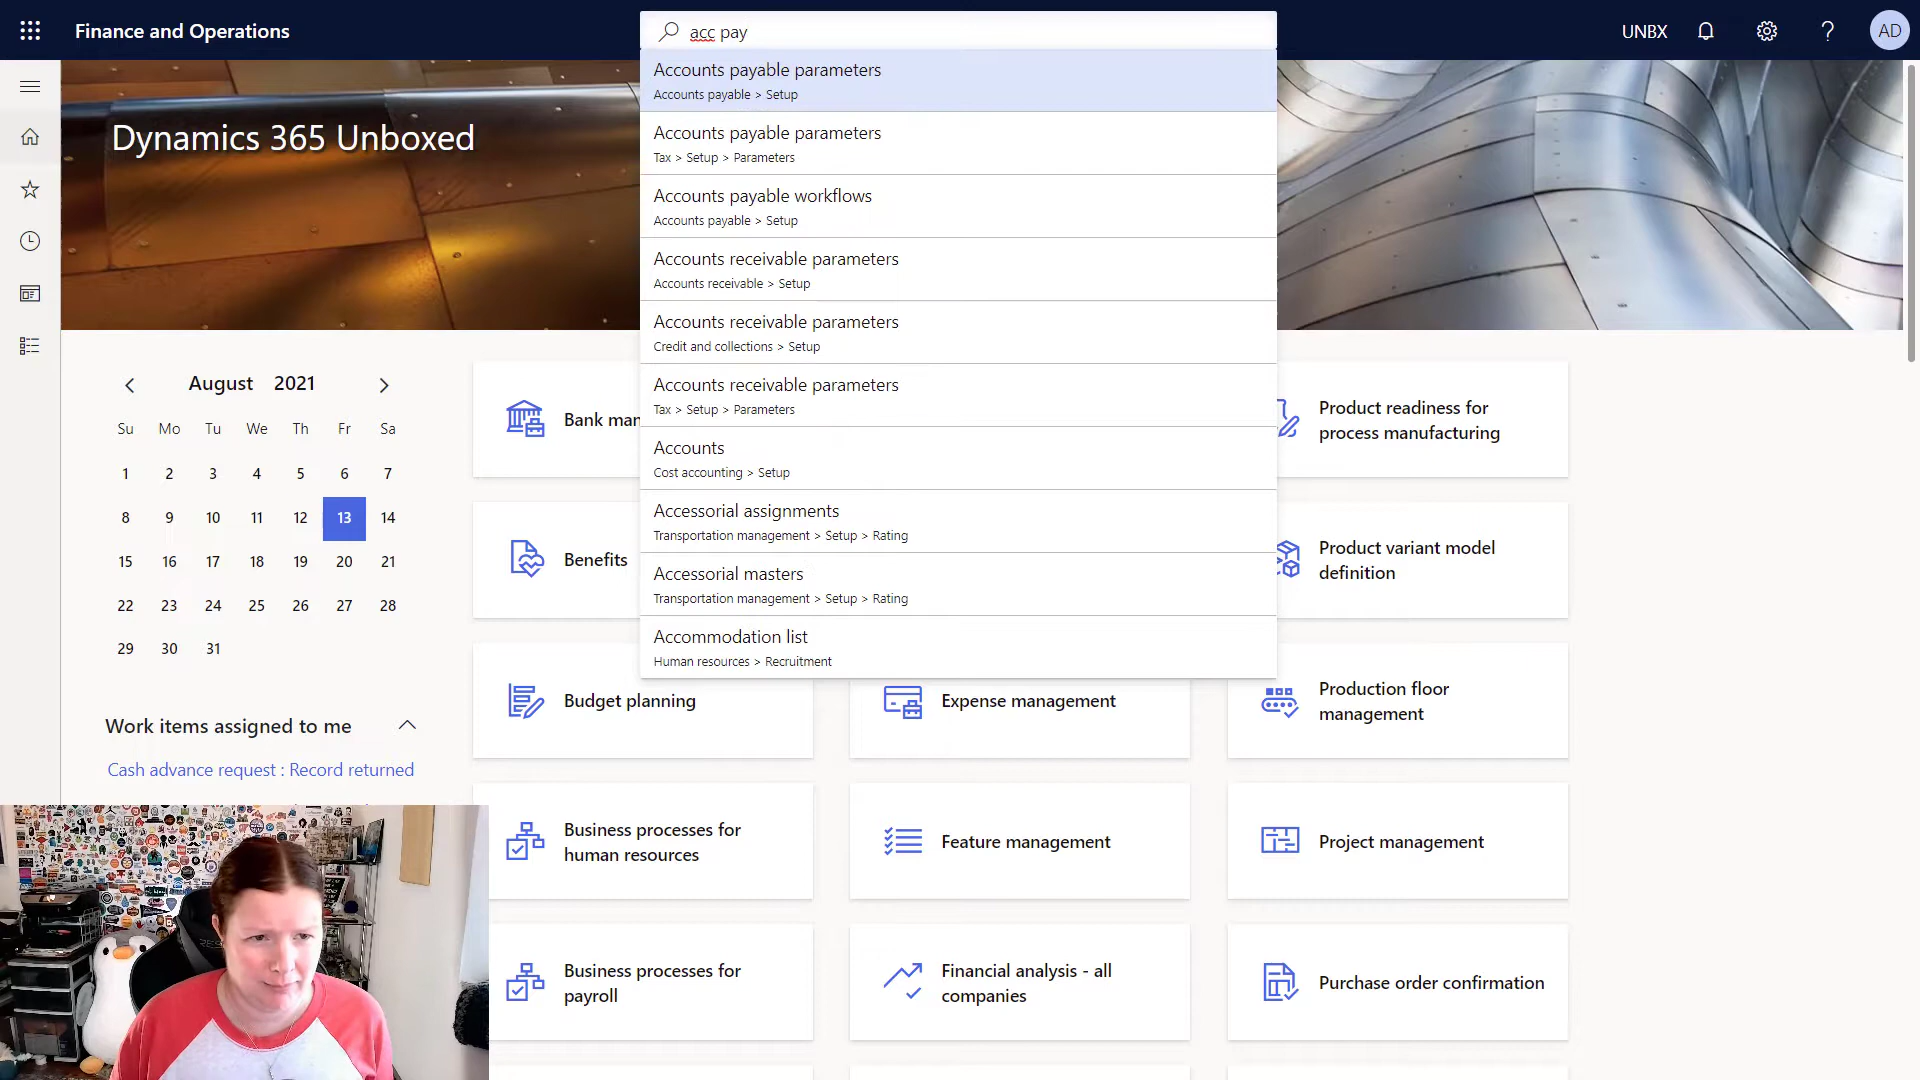 Finance and Operations
acc pay
UNBX
?
AD
Dynamics 365 Unboxed
Accounts payable parameters
Accounts payable > Setup
Accounts payable parameters
Tax > Setup > Parameters
Accounts payable workflows
Accounts payable > Setup
Accounts receivable parameters
Accounts receivable > Setup
Accounts receivable parameters
Credit and collections > Setup
Accounts receivable parameters
Tax > Setup > Parameters
Accounts
Cost accounting > Setup
Accessorial assignments
Transportation management > Setup > Rating
Accessorial masters
Transportation management > Setup > Rating
Accommodation list
Human resources > Recruitment
August 2021
Su Mo Tu We Th Fr Sa
1 2 3 4 5 6 7
8 9 10 11 12 13 14
15 16 17 18 19 20 21
22 23 24 25 26 27 28
29 30 31
Work items assigned to me
Cash advance request : Record returned
Bank man
Benefits
Budget planning
Business processes for
human resources
Business processes for
payroll
Expense management
Feature management
Financial analysis - all
companies
Product readiness for
process manufacturing
Product variant model
definition
Production floor
management
Project management
Purchase order confirmation